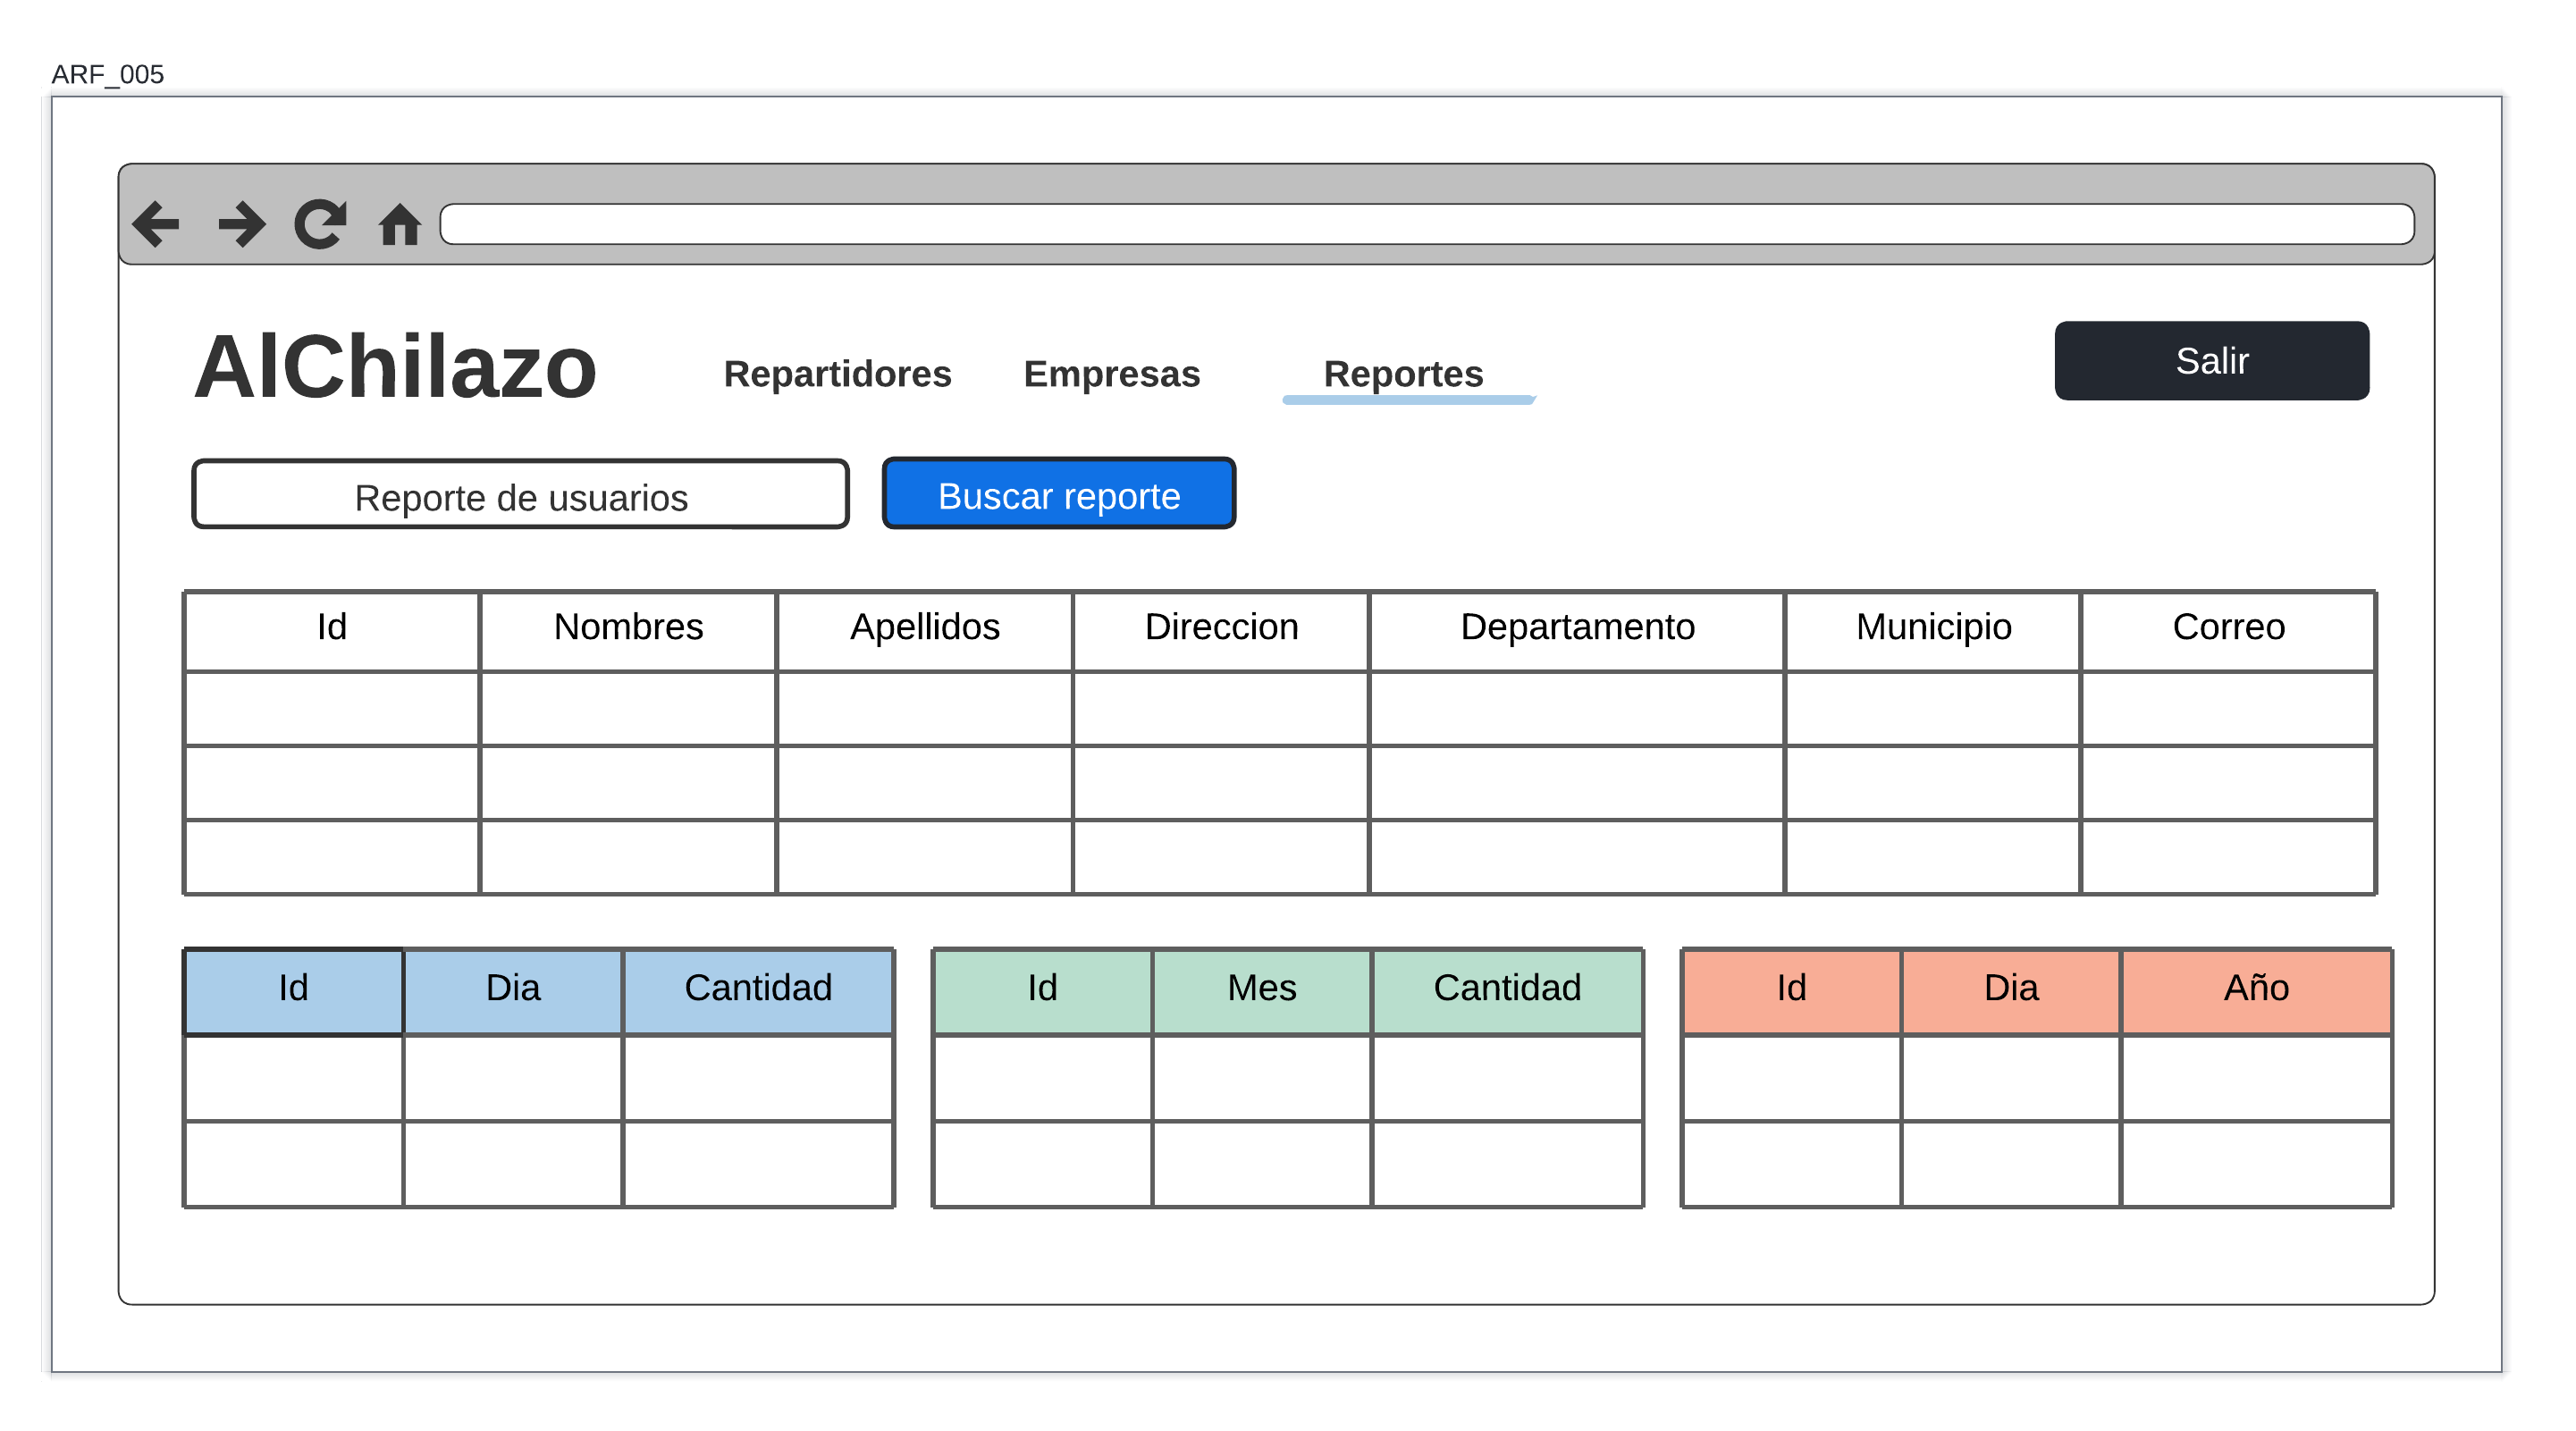 ARF_005
AlChilazo Repartidores Empresas Reportes Salir
Reporte de usuarios Buscar reporte
Id Nombres Apellidos Direccion Departamento Municipio Correo
Id Dia Cantidad Id Mes Cantidad Id Dia Año